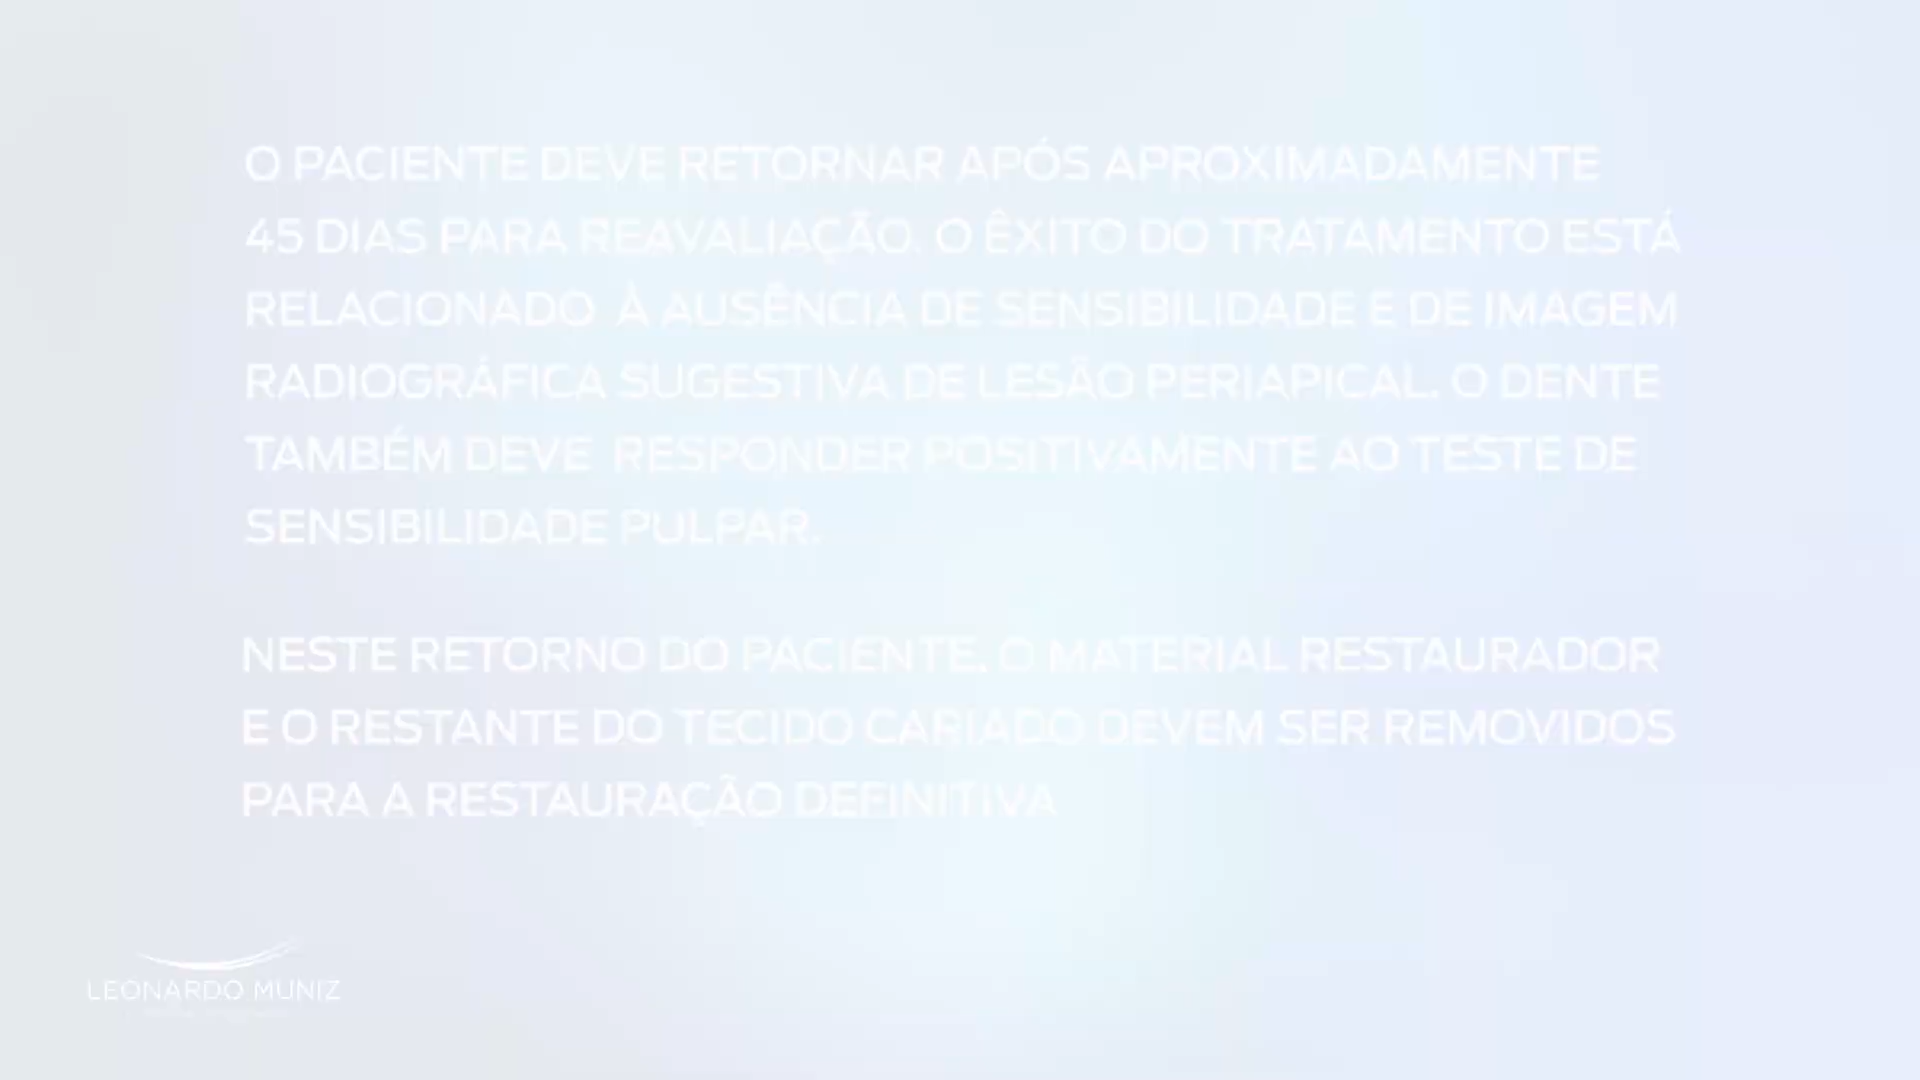 O PACIENTE DEVE RETORNAR APÓS APROXIMADAMENTE
45 DIAS PARA REAVALIAÇÃO. O ÊXITO DO TRATAMENTO ESTÁ
RELACIONADO À AUSÊNCIA DE SENSIBILIDADE E DE IMAGEM
RADIOGRÁFICA SUGESTIVA DE LESÃO PERIAPICAL. O DENTE
TAMBÉM DEVE RESPONDER POSITIVAMENTE AO TESTE DE
SENSIBILIDADE PULPAR.
NESTE RETORNO DO PACIENTE, O MATERIAL RESTAURADOR
E O RESTANTE DO TECIDO CARIADO DEVEM SER REMOVIDOS
PARA A RESTAURAÇÃO DEFINITIVA
LEONARDO MUNIZ